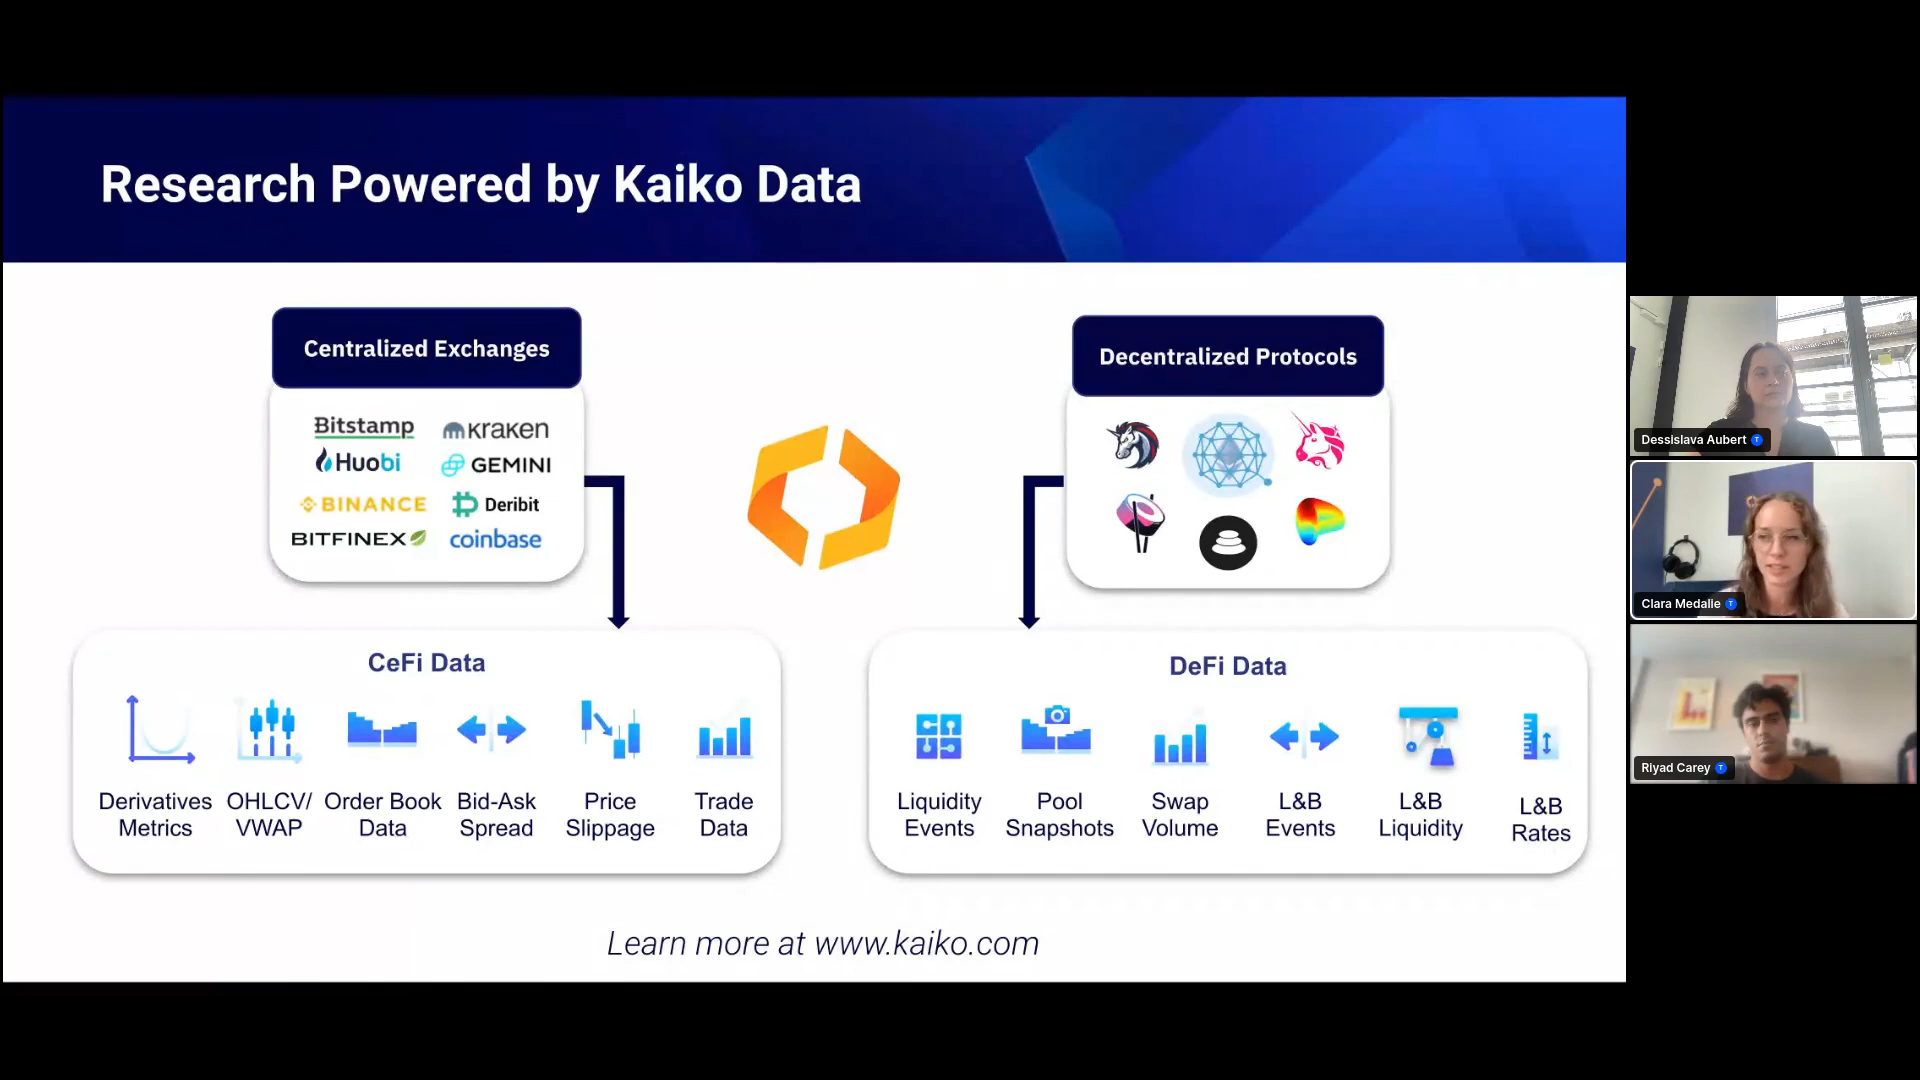 Research Powered by Kaiko Data
Centralized Exchanges
Bitstamp
kraken
Huobi
GEMINI
BINANCE
Deribit
BITFINEX
coinbase
Decentralized Protocols
CeFi Data
Derivatives
Metrics
OHLCV/
VWAP
Order Book
Data
Bid-Ask
Spread
Price
Slippage
Trade
Data
DeFi Data
Liquidity
Events
Pool
Snapshots
Swap
Volume
L&B
Events
L&B
Liquidity
L&B
Rates
Learn more at www.kaiko.com
Dessislava Aubert T
Clara Medalie T
Riyad Carey T